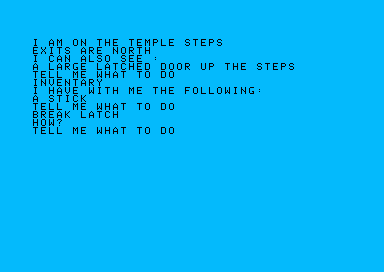 I AM ON THE TEMPLE STEPS
EXITS ARE NORTH
I CAN ALSO SEE :
A LARGE LATCHED DOOR UP THE STEPS
TELL ME WHAT TO DO
INVENTORY
I HAVE WITH ME THE FOLLOWING:
A STICK
TELL ME WHAT TO DO
BREAK LATCH
HOW?
TELL ME WHAT TO DO